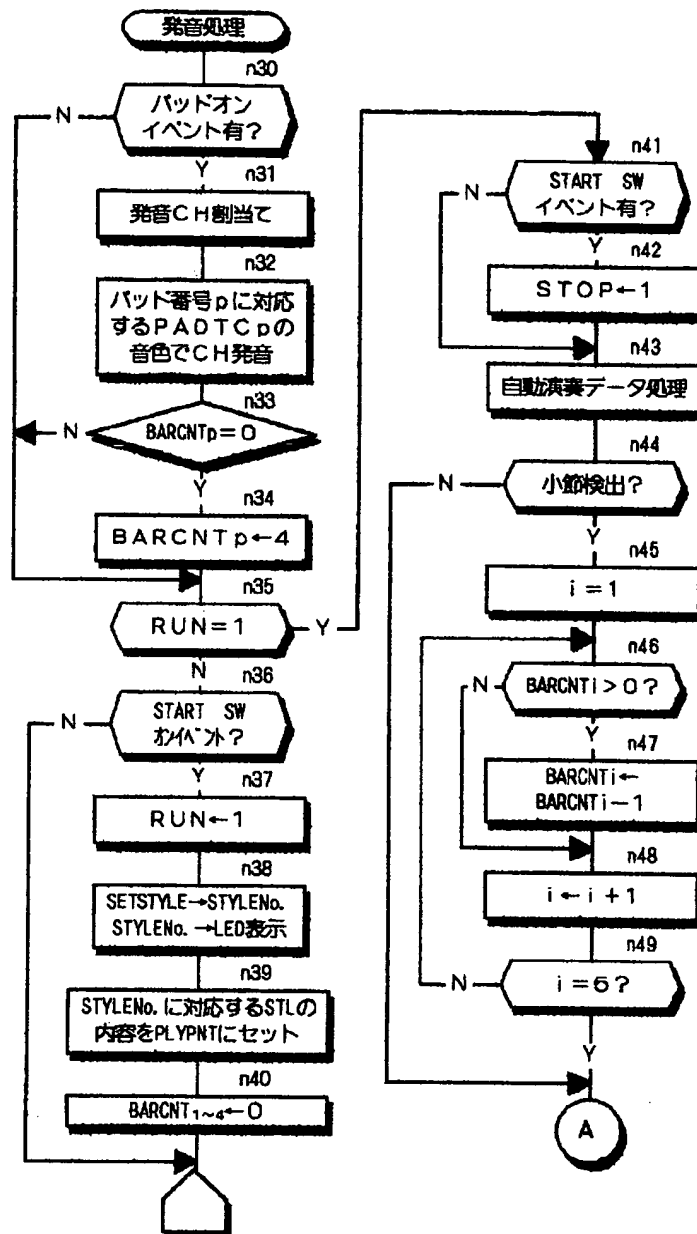 発音処理
n30
パッドオン
イベント有?
N
Y
n31
発音CH割当て
n32
パッド番号pに対応
するPADTCpの
音色でCH発音
n33
BARCNTp=0
N
Y
n34
BARCNTp←4
n35
RUN=1
Y
N
n36
START SW
オンイベント?
N
Y
n37
RUN←1
n38
SETSTYLE→STYLENo.
STYLENo.→LED表示
n39
STYLENo.に対応するSTLの
内容をPLYPNTにセット
n40
BARCNT₁~₄←0
n41
START SW
イベント有?
N
Y
n42
STOP←1
n43
自動演奏データ処理
n44
小節検出?
N
Y
n45
i=1
n46
BARCNTi>0?
N
Y
n47
BARCNTi←
BARCNTi-1
n48
i←i+1
n49
i=5?
N
Y
A